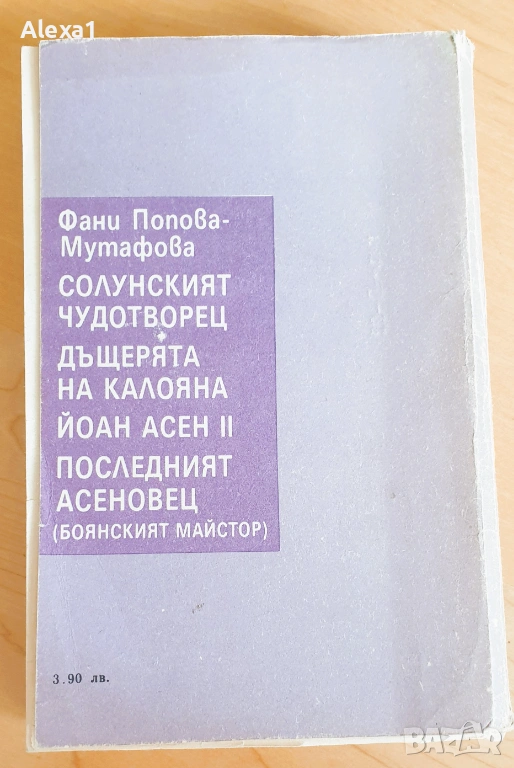 Alexa1
Фани Попова-
Мутафова
СОЛУНСКИЯТ
ЧУДОТВОРЕЦ
ДЪЩЕРЯТА
НА КАЛОЯНА
ЙОАН АСЕН II
ПОСЛЕДНИЯТ
АСЕНОВЕЦ
(БОЯНСКИЯТ МАЙСТОР)
3.90 лв.
BAZAR